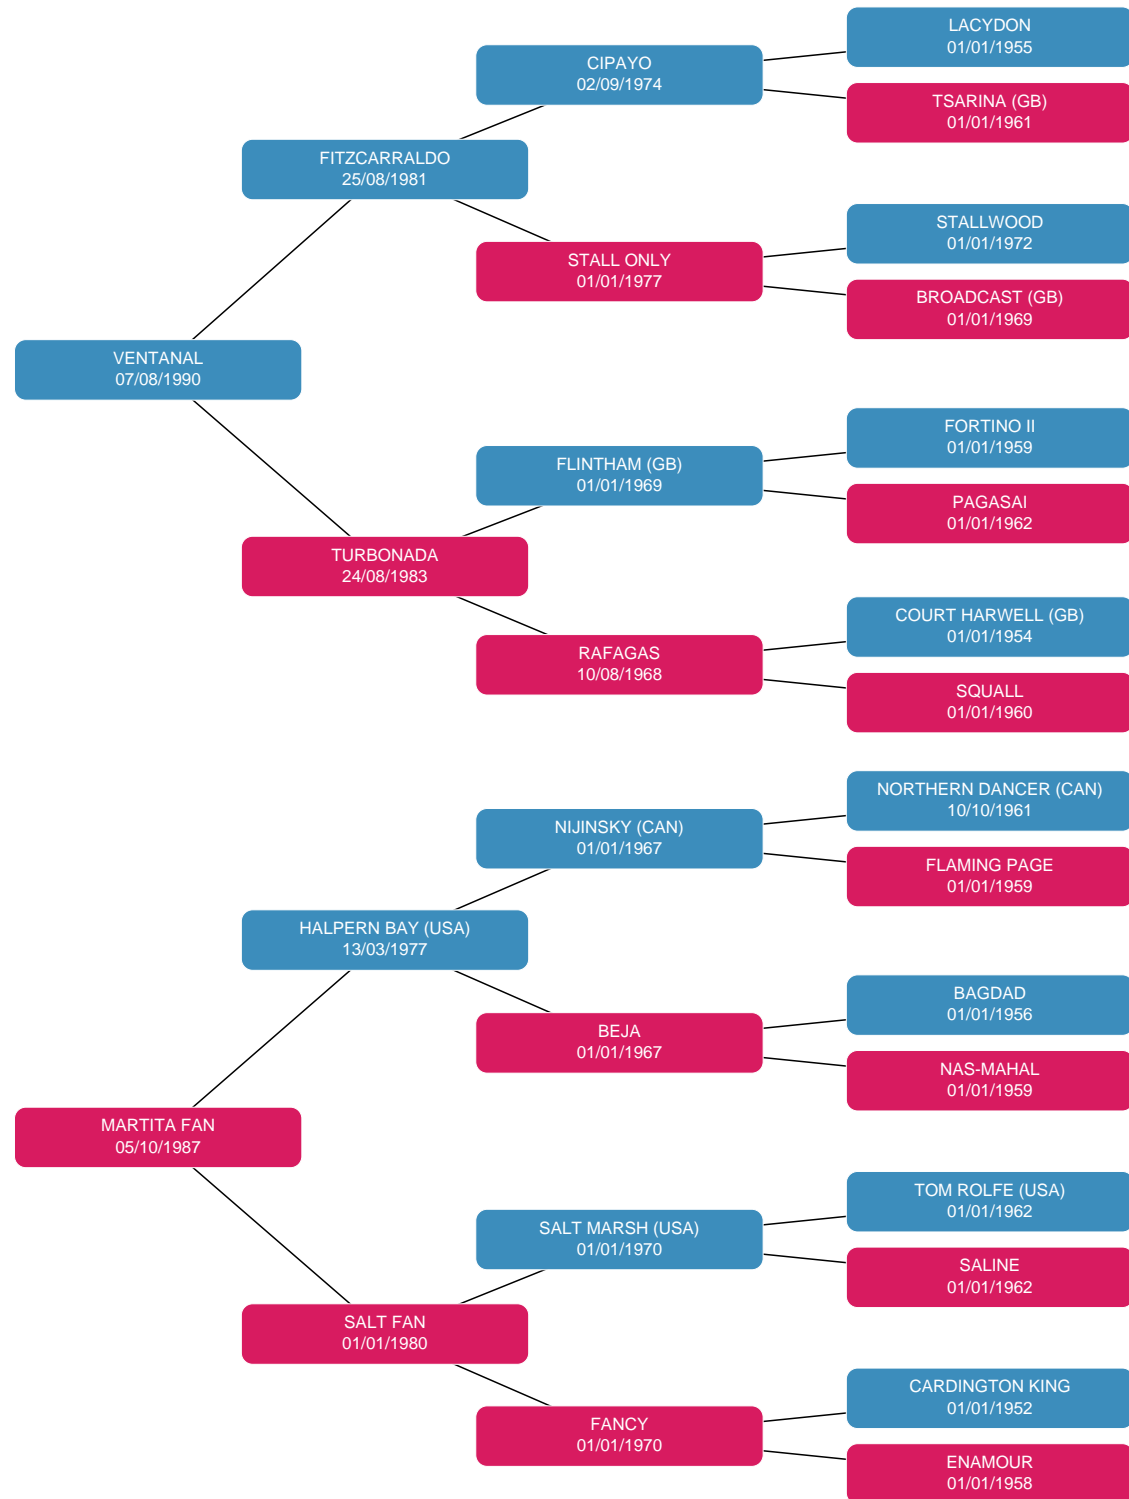 LACYDON
01/01/1955
CIPAYO
02/09/1974
TSARINA (GB)
01/01/1961
FITZCARRALDO
25/08/1981
STALLWOOD
01/01/1972
STALL ONLY
01/01/1977
BROADCAST (GB)
01/01/1969
VENTANAL
07/08/1990
FORTINO II
01/01/1959
FLINTHAM (GB)
01/01/1969
PAGASAI
01/01/1962
TURBONADA
24/08/1983
COURT HARWELL (GB)
01/01/1954
RAFAGAS
10/08/1968
SQUALL
01/01/1960
NORTHERN DANCER (CAN)
10/10/1961
NIJINSKY (CAN)
01/01/1967
FLAMING PAGE
01/01/1959
HALPERN BAY (USA)
13/03/1977
BAGDAD
01/01/1956
BEJA
01/01/1967
NAS-MAHAL
01/01/1959
MARTITA FAN
05/10/1987
TOM ROLFE (USA)
01/01/1962
SALT MARSH (USA)
01/01/1970
SALINE
01/01/1962
SALT FAN
01/01/1980
CARDINGTON KING
01/01/1952
FANCY
01/01/1970
ENAMOUR
01/01/1958